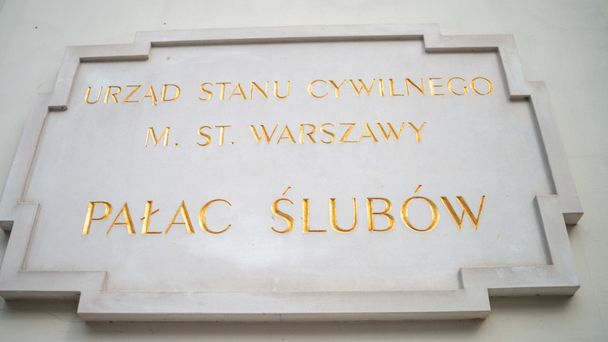 URZĄD STANU CYWILNEGO
M. ST. WARSZAWY
PAŁAC ŚLUBÓW